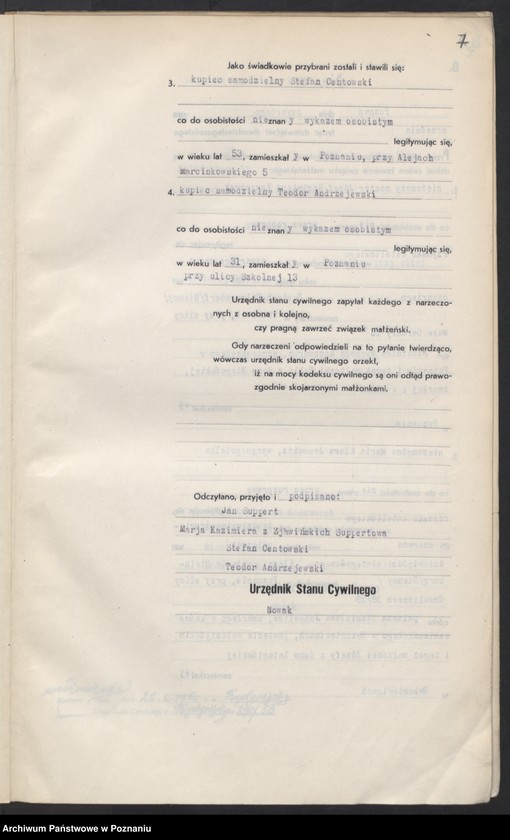 7
Jako świadkowie przybrani zostali i stawili się:
3. kupiec samodzielny Stefan Centowski
co do osobistości nieznany wykazem osobistym
legitymując się,
w wieku lat 53, zamieszkał y w Poznaniu, przy Alejach
Marcinkowskiego 5
4. kupiec samodzielny Teodor Andrzejewski
co do osobistości nieznany wykazem osobistym
legitymując się,
w wieku lat 31, zamieszkał y w Poznaniu
przy ulicy Szkolnej 13
Urzędnik stanu cywilnego zapytał każdego z narzeczo-
nych z osobna i kolejno,
czy pragną zawrzeć związek małżeński.
Gdy narzeczeni odpowiedzieli na to pytanie twierdząco,
wówczas urzędnik stanu cywilnego orzekł,
iż na mocy kodeksu cywilnego są oni odtąd prawo-
zgodnie skojarzonymi małżonkami.
Odczytano, przyjęto i podpisano:
Jan Suppert
Marja Kazimiera z Zjawińskich Suppertowa
Stefan Centowski
Teodor Andrzejewski
Urzędnik Stanu Cywilnego
Nowak
Archiwum Państwowe w Poznaniu